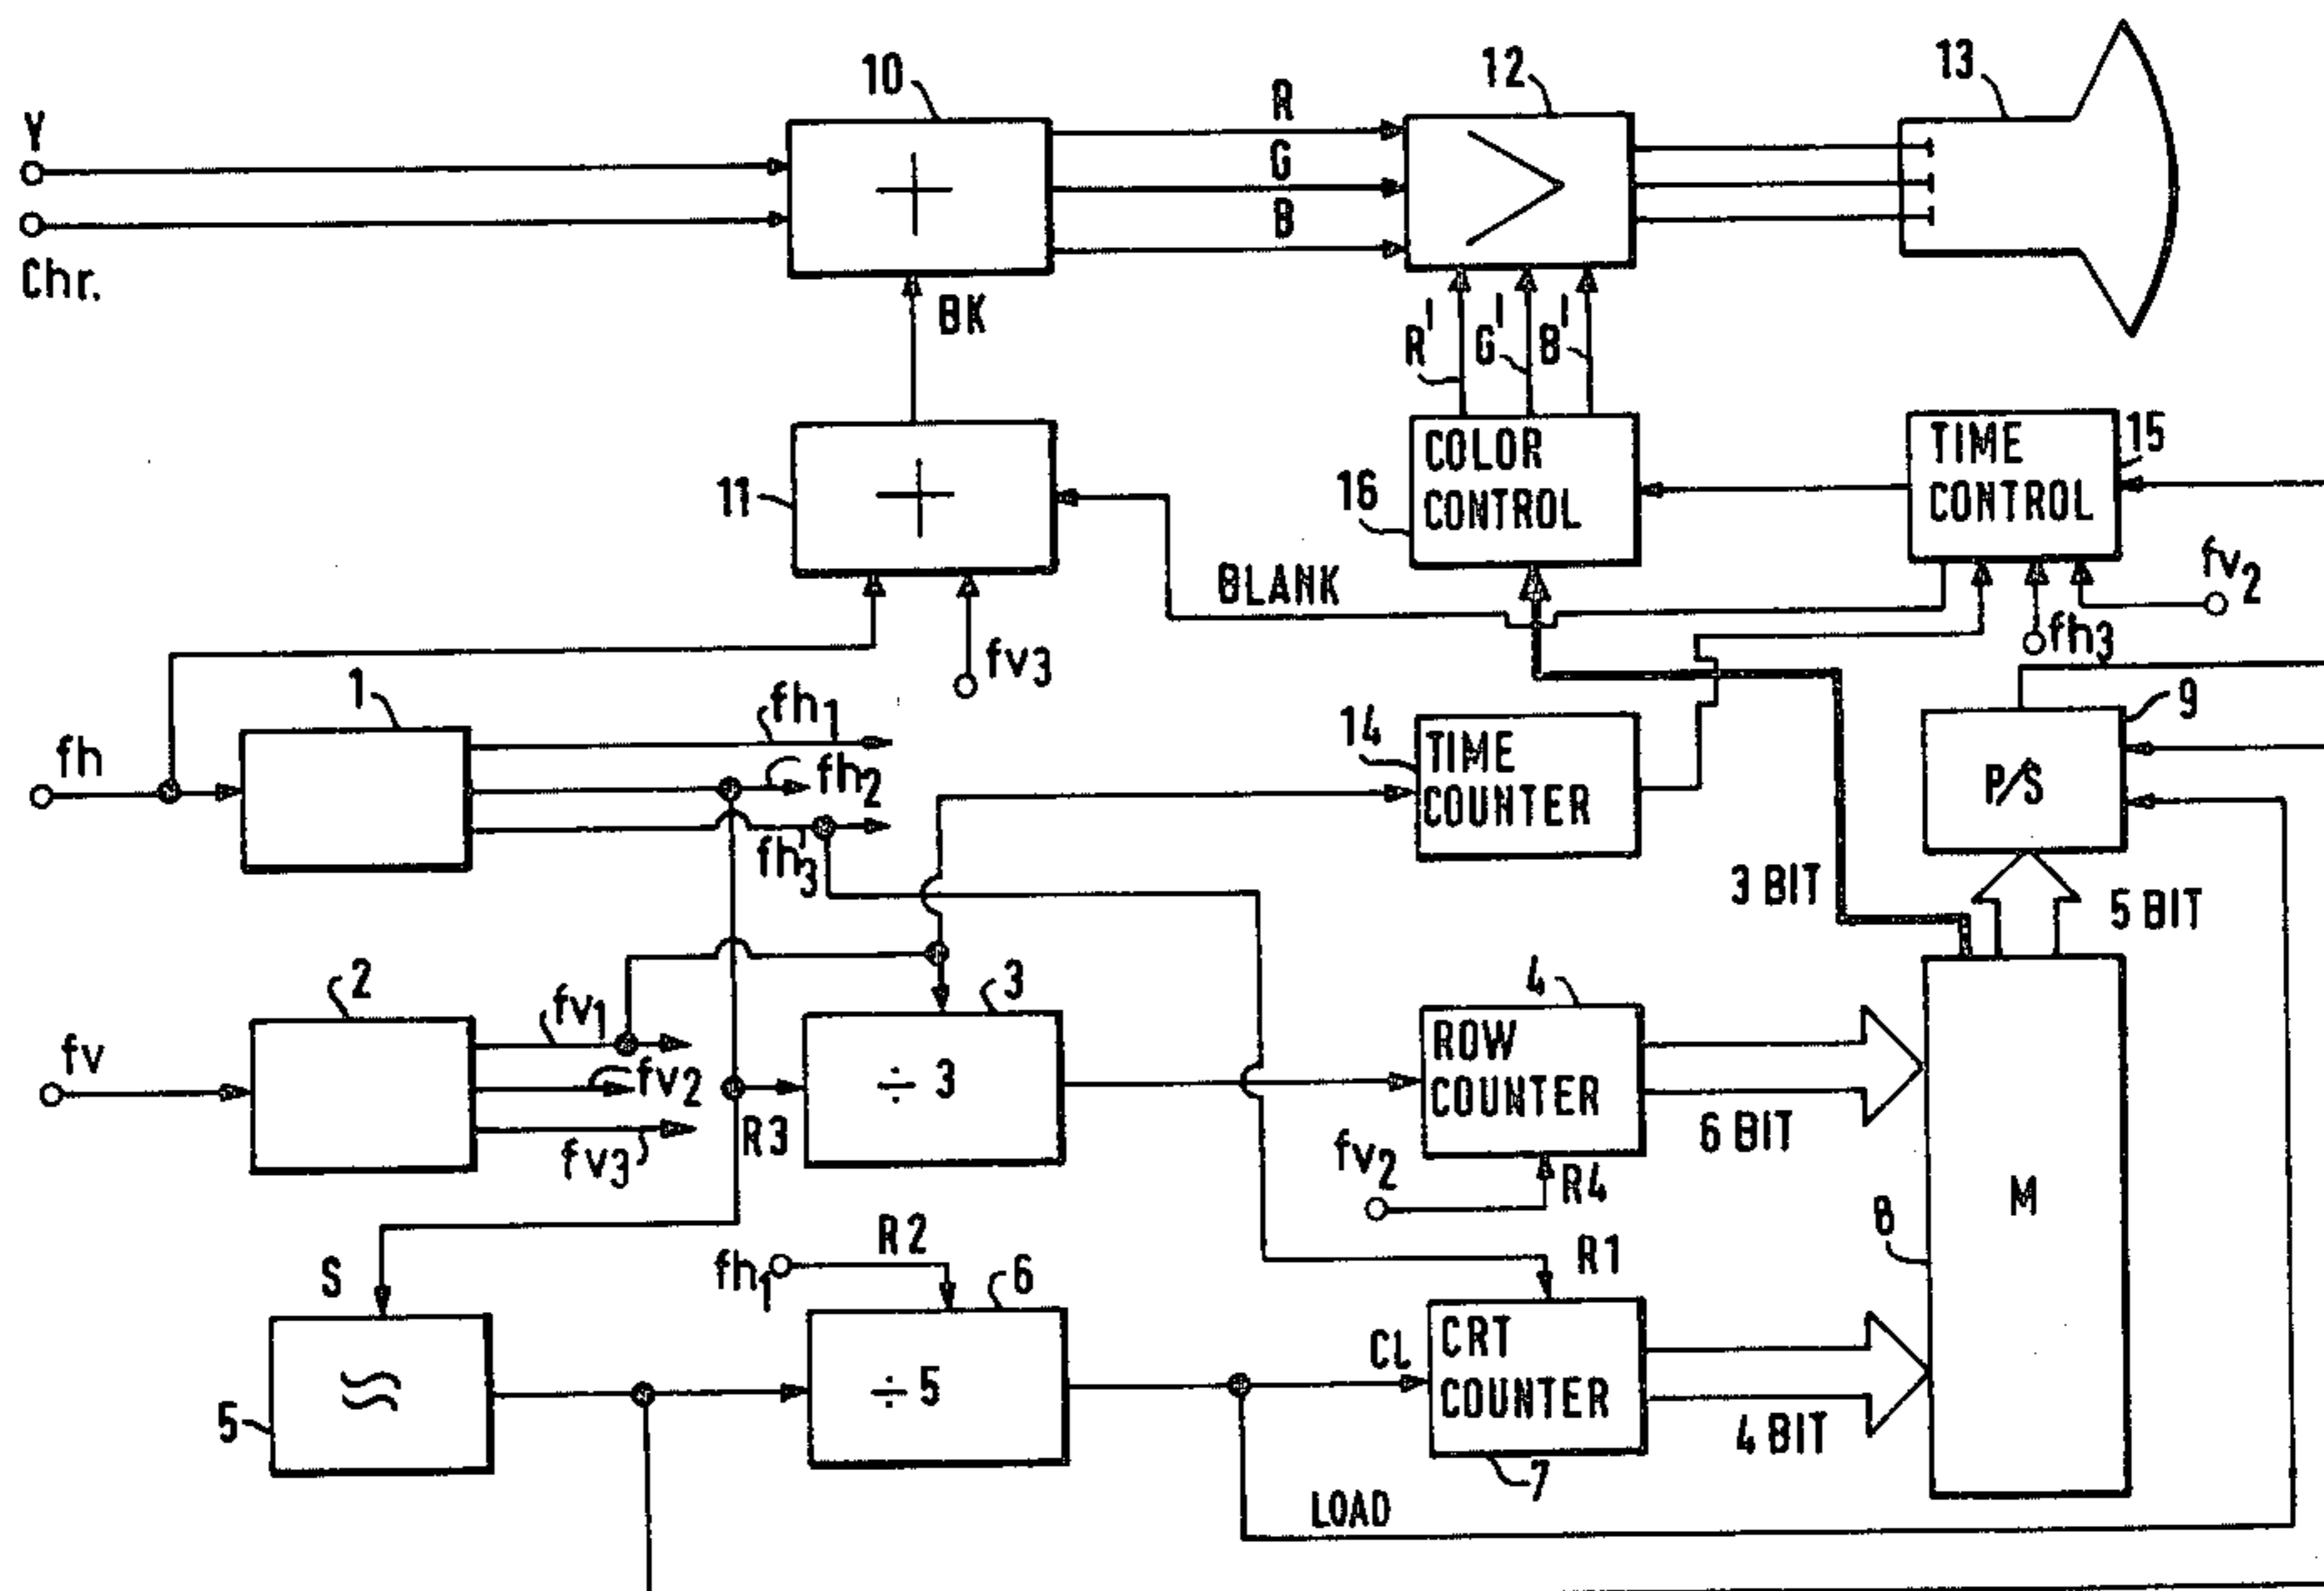 10
R
12
13
Y
G
B
Chr.
BK
R'
G'
B'
11
16
COLOR
CONTROL
TIME
CONTROL
15
fv2
BLANK
fh3
fv3
1
fh1
fh
fh2
fh3
14
TIME
COUNTER
9
P/S
3 BIT
5 BIT
2
fv1
3
4
fv
fv2
÷ 3
ROW
COUNTER
R3
fv3
6 BIT
fv2
R4
M
8
S
fh1
R2
6
R1
5
÷ 5
CL
CRT
COUNTER
4 BIT
7
LOAD